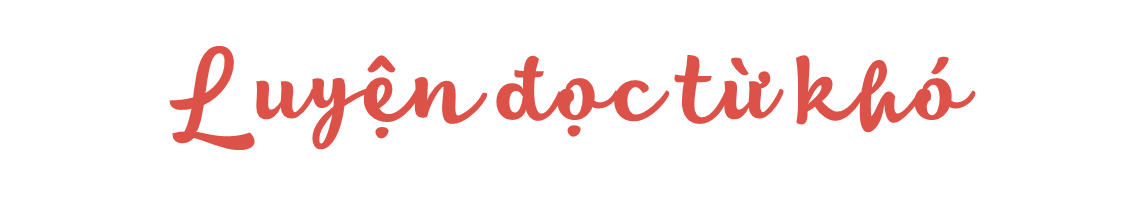 Luyện đọc từ khó